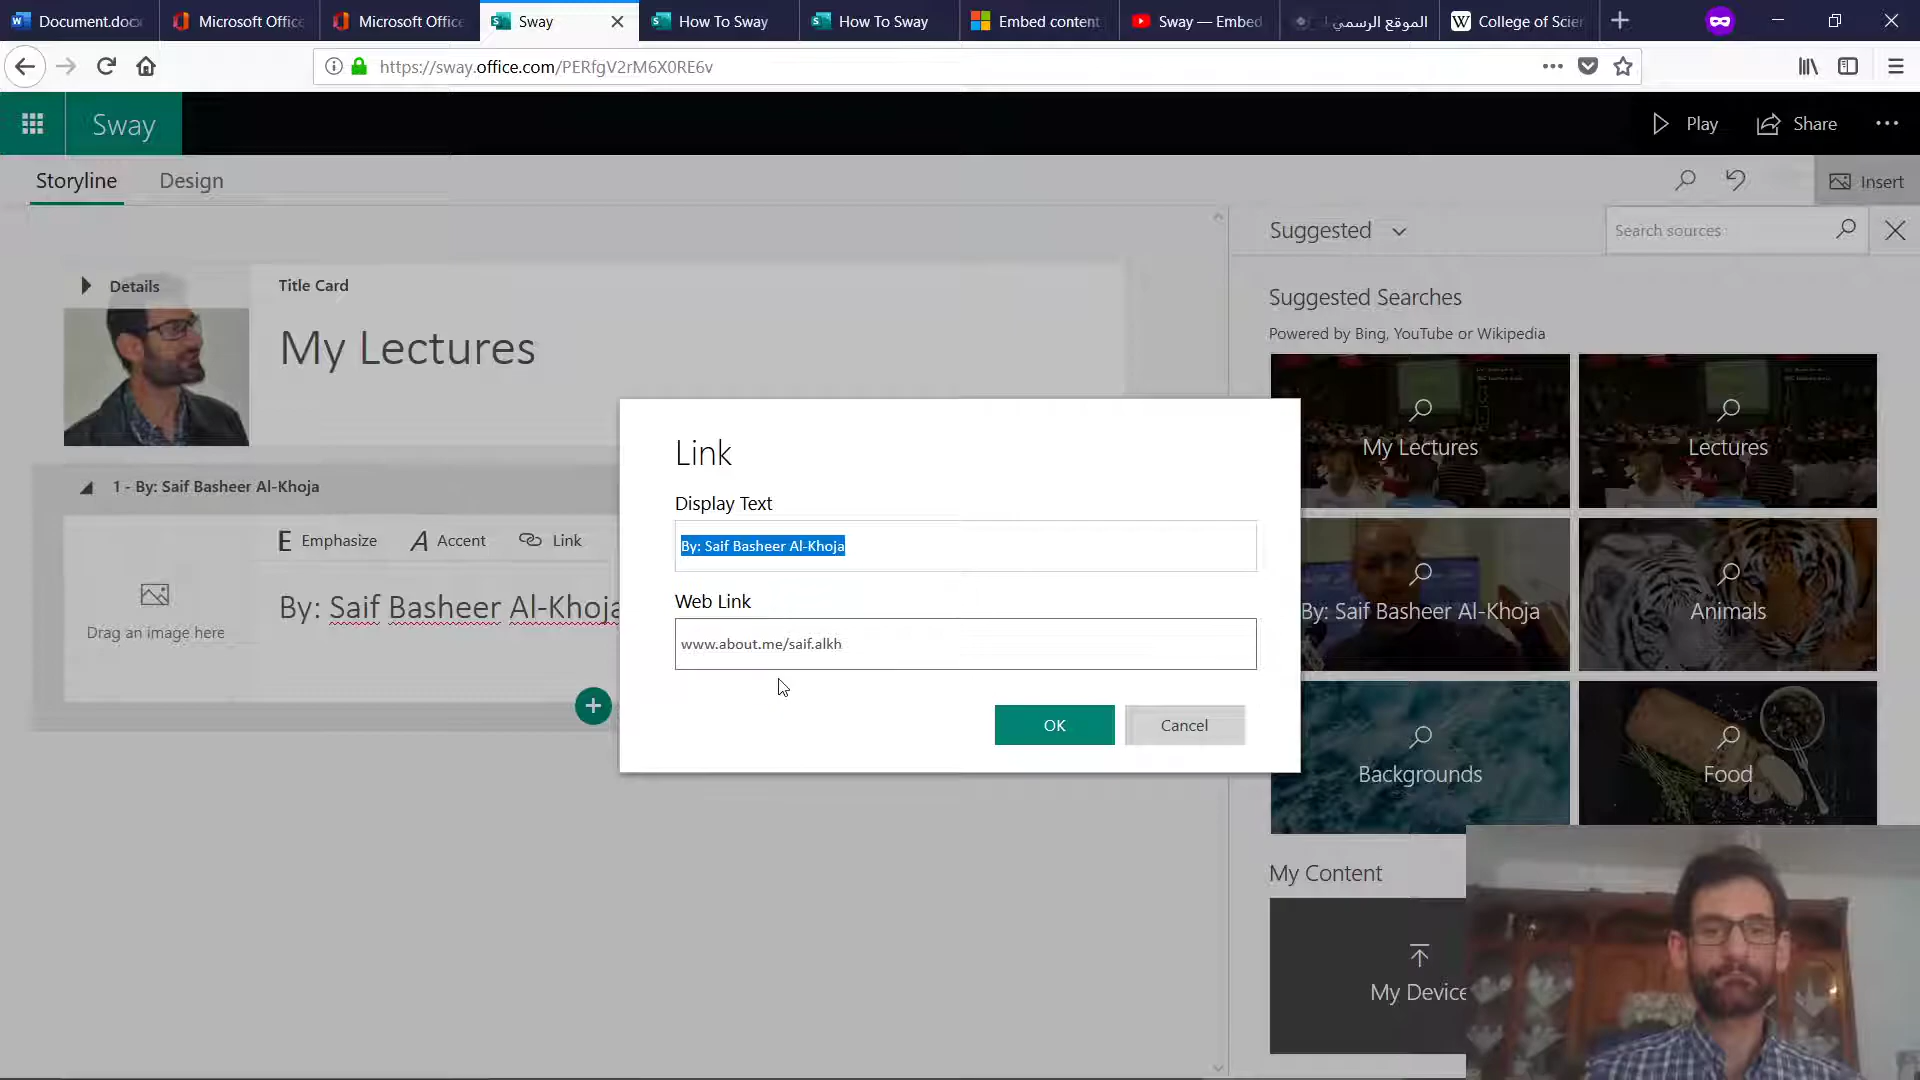 Document.docx
Microsoft Office
Microsoft Office
Sway
How To Sway
How To Sway
Embed content
Sway — Embed
الموقع الرسمي
College of Scien
https://sway.office.com/PERfgV2rM6X0RE6v
Sway
Play
Share
Storyline
Design
Insert
Suggested
Search sources
Details
Title Card
My Lectures
Suggested Searches
Powered by Bing, YouTube or Wikipedia
My Lectures
Lectures
1 - By: Saif Basheer Al-Khoja
Emphasize
A Accent
Link
Drag an image here
By: Saif Basheer Al-Khoja
Link
Display Text
By: Saif Basheer Al-Khoja
Web Link
www.about.me/saif.alkh
OK
Cancel
By: Saif Basheer Al-Khoja
Animals
Backgrounds
Food
My Content
My Device